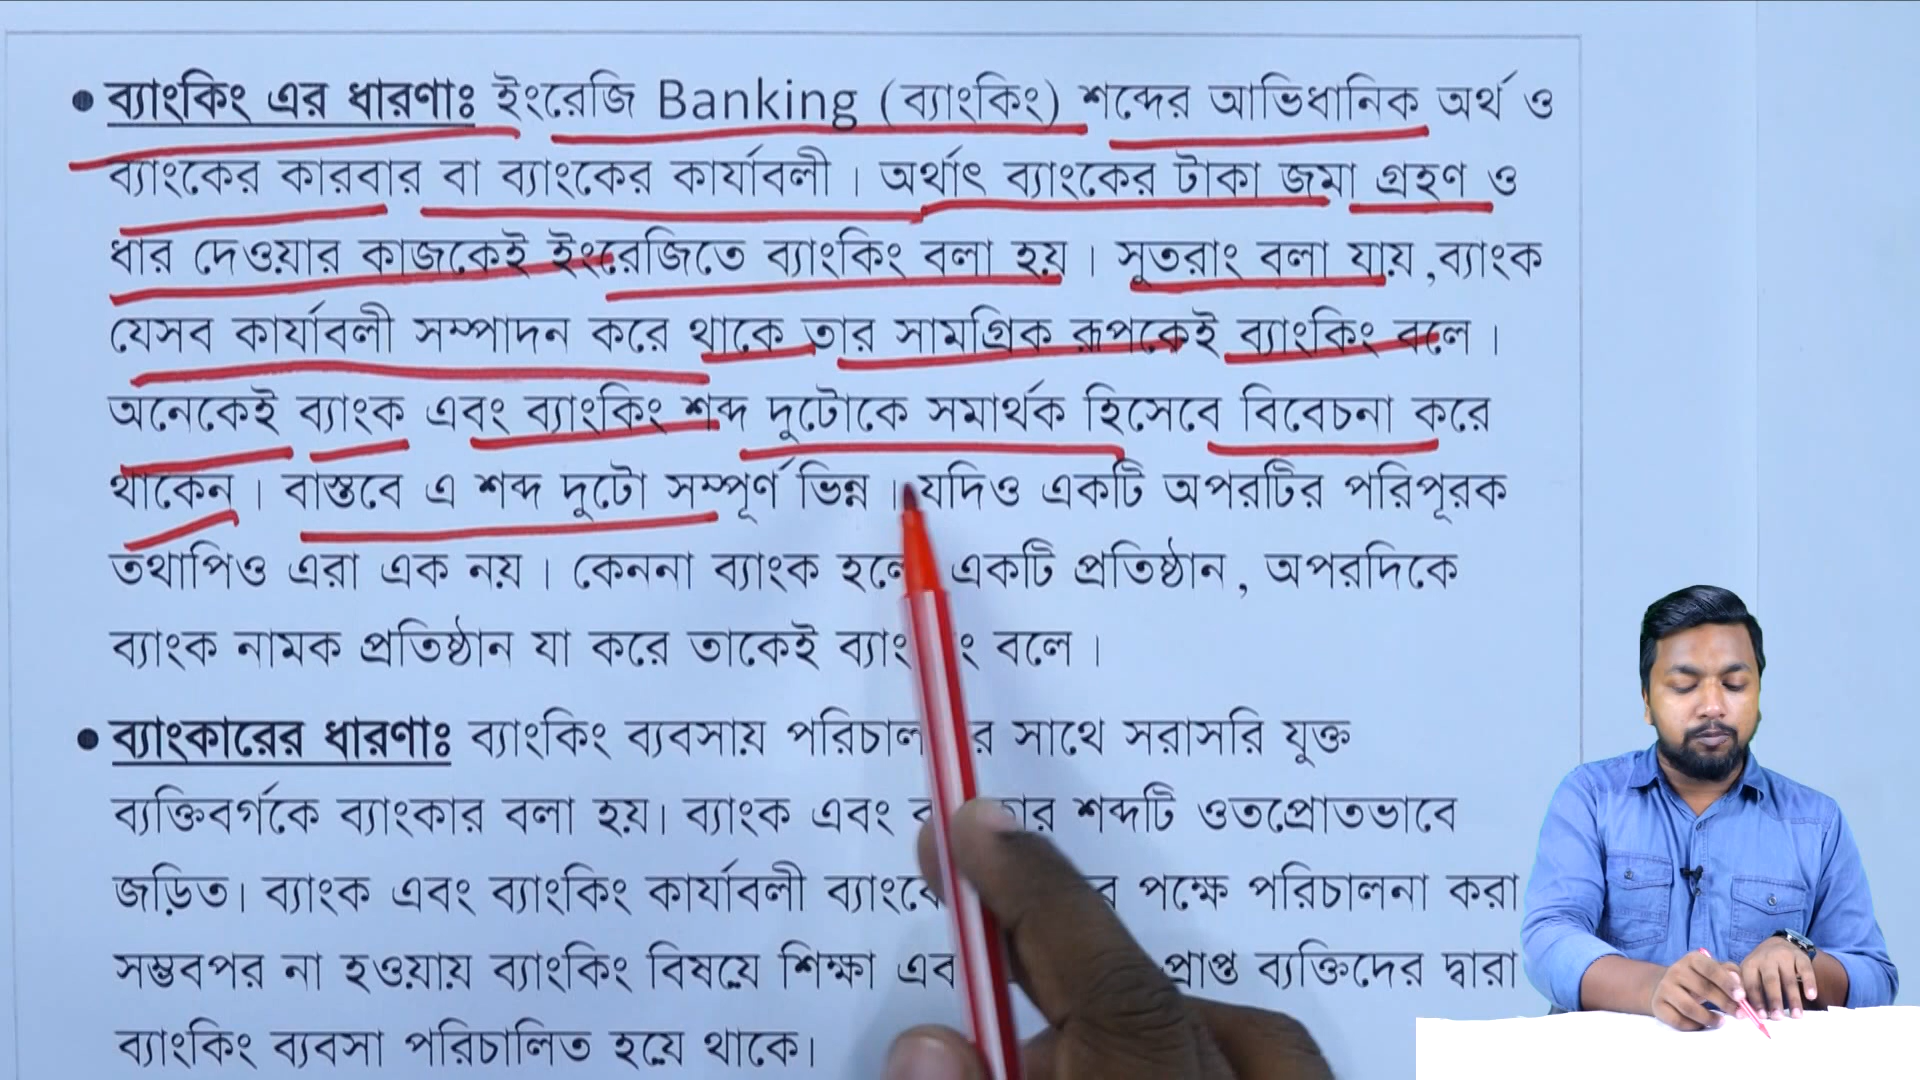 • ব্যাংকিং এর ধারণাঃ ইংরেজি Banking (ব্যাংকিং) শব্দের আভিধানিক অর্থ ও
ব্যাংকের কারবার বা ব্যাংকের কার্যাবলী। অর্থাৎ ব্যাংকের টাকা জমা গ্রহণ ও
ধার দেওয়ার কাজকেই ইংরেজিতে ব্যাংকিং বলা হয়। সুতরাং বলা যায়,ব্যাংক
যেসব কার্যাবলী সম্পাদন করে থাকে তার সামগ্রিক রূপকেই ব্যাংকিং বলে।
অনেকেই ব্যাংক এবং ব্যাংকিং শব্দ দুটোকে সমার্থক হিসেবে বিবেচনা করে
থাকেন। বাস্তবে এ শব্দ দুটো সম্পূর্ণ ভিন্ন। যদিও একটি অপরটির পরিপূরক
তথাপিও এরা এক নয়। কেননা ব্যাংক একটি প্রতিষ্ঠান, অপরদিকে
ব্যাংক নামক প্রতিষ্ঠান যা করে তাকেই বলে।
• ব্যাংকারের ধারণাঃ ব্যাংকিং ব্যবসায় সাথে সরাসরি যুক্ত
ব্যক্তিবর্গকে ব্যাংকার বলা হয়। ব্যাংক এবং শব্দটি ওতপ্রোতভাবে
জড়িত। ব্যাংক এবং ব্যাংকিং কার্যাবলী পক্ষে পরিচালনা করা
সম্ভবপর না হওয়ায় ব্যাংকিং বিষয়ে শিক্ষা ব্যক্তিদের দ্বারা
ব্যাংকিং ব্যবসা পরিচালিত হয়ে থাকে।